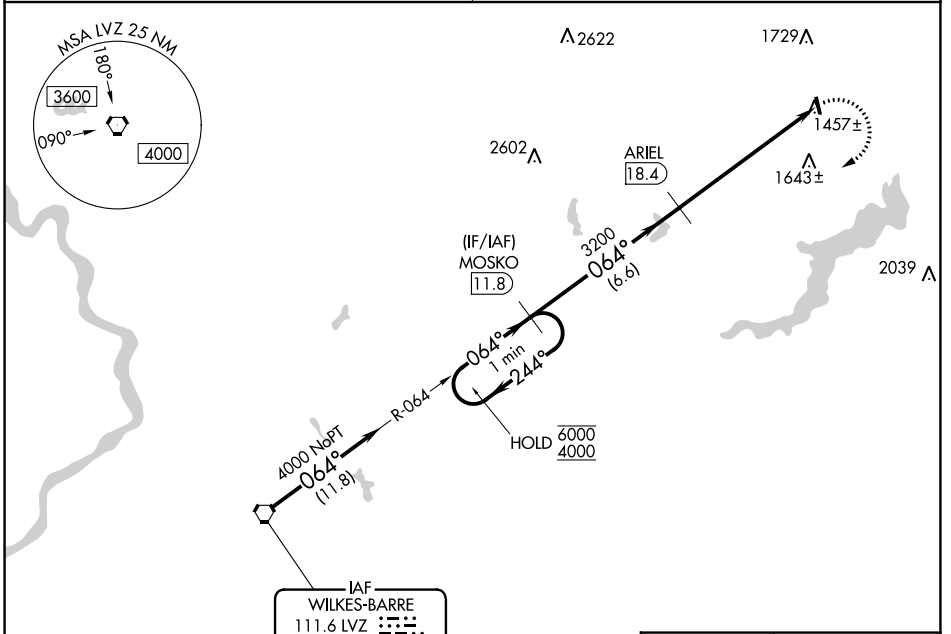 MSA LVZ 25 NM
180°
3600
090°
4000
2622
1729
1457±
2602
ARIEL
18.4
1643±
(IF/IAF)
MOSKO
11.8
3200
064°
(6.6)
2039
064°
1 min
244°
R-064
HOLD 6000
4000
4000 NoPT
064°
(11.8)
IAF
WILKES-BARRE
111.6 LVZ